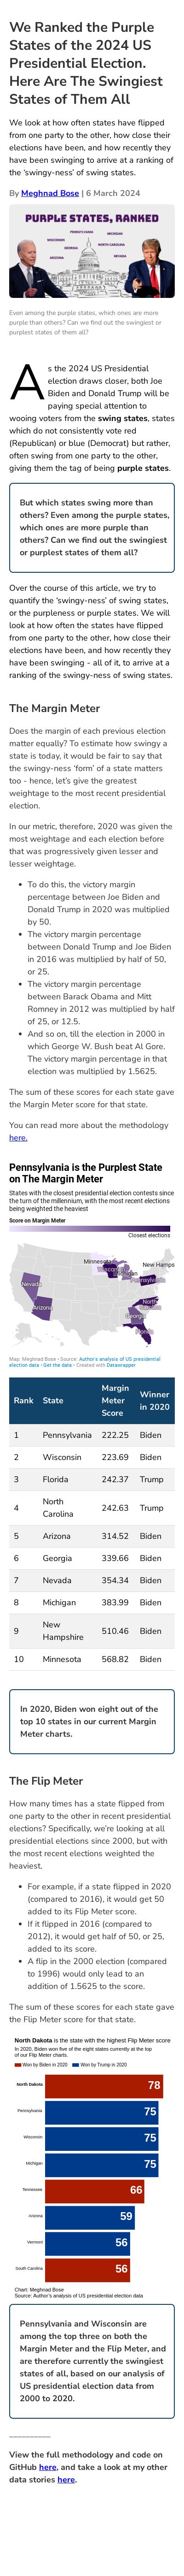 We Ranked the Purple
States of the 2024 US
Presidential Election.
Here Are The Swingiest
States of Them All
We look at how often states have flipped
from one party to the other, how close their
elections have been, and how recently they
have been swinging to arrive at a ranking of
the ‘swingy-ness’ of swing states.
By Meghnad Bose | 6 March 2024
PURPLE STATES, RANKED
PENNSYLVANIA
MICHIGAN
WISCONSIN
NORTH CAROLINA
GEORGIA
ARIZONA
NEVADA
Even among the purple states, which ones are more
purple than others? Can we find out the swingiest or
purplest states of them all?
As the 2024 US Presidential
election draws closer, both Joe
Biden and Donald Trump will be
paying special attention to
wooing voters from the swing states, states
which do not consistently vote red
(Republican) or blue (Democrat) but rather,
often swing from one party to the other,
giving them the tag of being purple states.
But which states swing more than
others? Even among the purple states,
which ones are more purple than
others? Can we find out the swingiest
or purplest states of them all?
Over the course of this article, we try to
quantify the ‘swingy-ness’ of swing states,
or the purpleness or purple states. We will
look at how often the states have flipped
from one party to the other, how close their
elections have been, and how recently they
have been swinging - all of it, to arrive at a
ranking of the swingy-ness of swing states.
The Margin Meter
Does the margin of each previous election
matter equally? To estimate how swingy a
state is today, it would be fair to say that
the swingy-ness ‘form’ of a state matters
too - hence, let’s give the greatest
weightage to the most recent presidential
election.
In our metric, therefore, 2020 was given the
most weightage and each election before
that was progressively given lesser and
lesser weightage.
• To do this, the victory margin
percentage between Joe Biden and
Donald Trump in 2020 was multiplied
by 50.
• The victory margin percentage
between Donald Trump and Joe Biden
in 2016 was multiplied by half of 50,
or 25.
• The victory margin percentage
between Barack Obama and Mitt
Romney in 2012 was multiplied by half
of 25, or 12.5.
• And so on, till the election in 2000 in
which George W. Bush beat Al Gore.
The victory margin percentage in that
election was multiplied by 1.5625.
The sum of these scores for each state gave
the Margin Meter score for that state.
You can read more about the methodology
here.
Pennsylvania is the Purplest State
on The Margin Meter
States with the closest presidential election contests since
the turn of the millennium, with the most recent elections
being weighted the heaviest
Score on Margin Meter
Closest elections
Minnesota
New Hamps
Wisconsin
Michigan
Pennsylvania
Nevada
North
Carolina
Arizona
Georgia
Florida
Map: Meghnad Bose • Source: Author's analysis of US presidential
election data • Get the data • Created with Datawrapper
Rank State Margin Meter Score Winner in 2020
1 Pennsylvania 222.25 Biden
2 Wisconsin 223.69 Biden
3 Florida 242.37 Trump
4 North Carolina 242.63 Trump
5 Arizona 314.52 Biden
6 Georgia 339.66 Biden
7 Nevada 354.34 Biden
8 Michigan 383.99 Biden
9 New Hampshire 510.46 Biden
10 Minnesota 568.82 Biden
In 2020, Biden won eight out of the
top 10 states in our current Margin
Meter charts.
The Flip Meter
How many times has a state flipped from
one party to the other in recent presidential
elections? Specifically, we’re looking at all
presidential elections since 2000, but with
the most recent elections weighted the
heaviest.
• For example, if a state flipped in 2020
(compared to 2016), it would get 50
added to its Flip Meter score.
• If it flipped in 2016 (compared to
2012), it would get half of 50, or 25,
added to its score.
• A flip in the 2000 election (compared
to 1996) would only lead to an
addition of 1.5625 to the score.
The sum of these scores for each state gave
the Flip Meter score for that state.
North Dakota is the state with the highest Flip Meter score
In 2020, Biden won five of the eight states currently at the top
of our Flip Meter charts.
Won by Biden in 2020 Won by Trump in 2020
North Dakota 78
Pennsylvania 75
Wisconsin 75
Michigan 75
Tennessee 66
Arizona 59
Vermont 56
South Carolina 56
Chart: Meghnad Bose
Source: Author's analysis of US presidential election data
Pennsylvania and Wisconsin are
among the top three on both the
Margin Meter and the Flip Meter, and
are therefore currently the swingiest
states of all, based on our analysis of
US presidential election data from
2000 to 2020.
__________
View the full methodology and code on
GitHub here, and take a look at my other
data stories here.